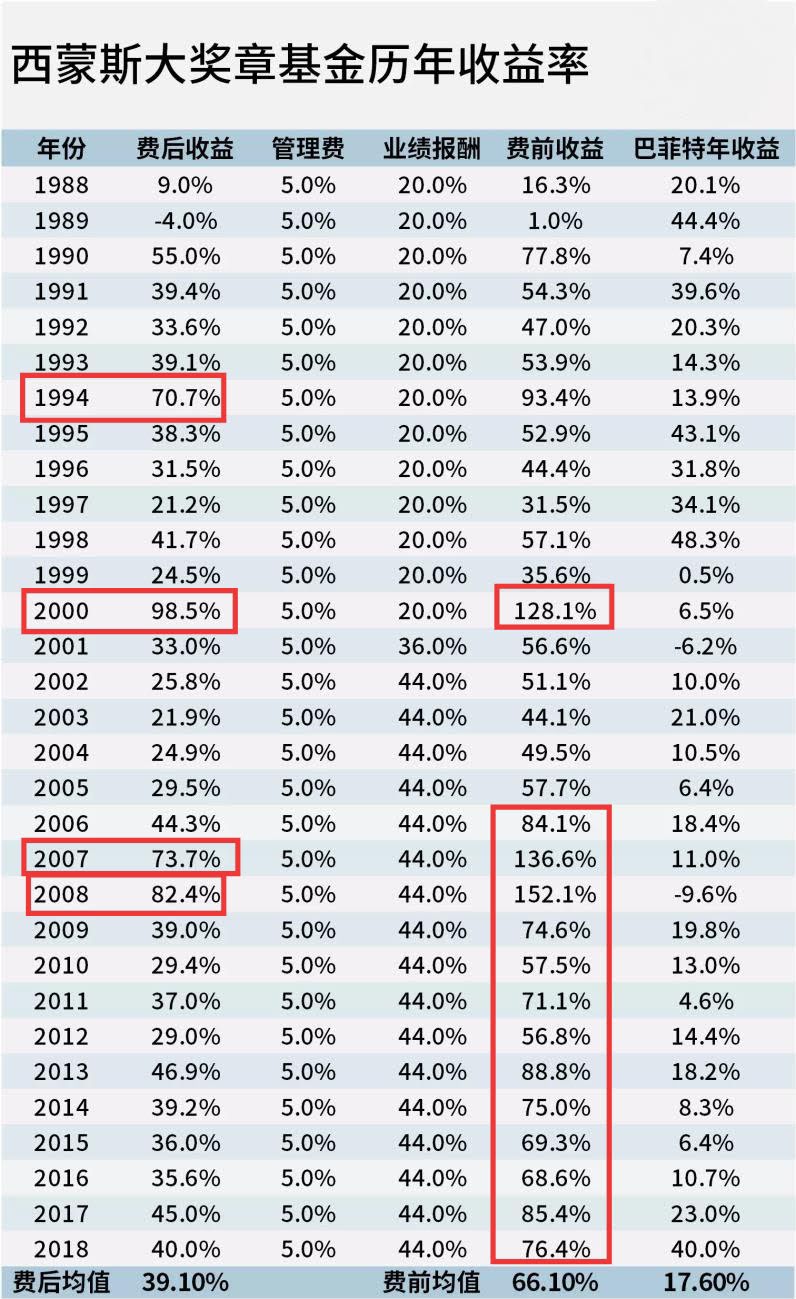 西蒙斯大奖章基金历年收益率
年份 费后收益 管理费 业绩报酬 费前收益 巴菲特年收益
1988 9.0% 5.0% 20.0% 16.3% 20.1%
1989 -4.0% 5.0% 20.0% 1.0% 44.4%
1990 55.0% 5.0% 20.0% 77.8% 7.4%
1991 39.4% 5.0% 20.0% 54.3% 39.6%
1992 33.6% 5.0% 20.0% 47.0% 20.3%
1993 39.1% 5.0% 20.0% 53.9% 14.3%
1994 70.7% 5.0% 20.0% 93.4% 13.9%
1995 38.3% 5.0% 20.0% 52.9% 43.1%
1996 31.5% 5.0% 20.0% 44.4% 31.8%
1997 21.2% 5.0% 20.0% 31.5% 34.1%
1998 41.7% 5.0% 20.0% 57.1% 48.3%
1999 24.5% 5.0% 20.0% 35.6% 0.5%
2000 98.5% 5.0% 20.0% 128.1% 6.5%
2001 33.0% 5.0% 36.0% 56.6% -6.2%
2002 25.8% 5.0% 44.0% 51.1% 10.0%
2003 21.9% 5.0% 44.0% 44.1% 21.0%
2004 24.9% 5.0% 44.0% 49.5% 10.5%
2005 29.5% 5.0% 44.0% 57.7% 6.4%
2006 44.3% 5.0% 44.0% 84.1% 18.4%
2007 73.7% 5.0% 44.0% 136.6% 11.0%
2008 82.4% 5.0% 44.0% 152.1% -9.6%
2009 39.0% 5.0% 44.0% 74.6% 19.8%
2010 29.4% 5.0% 44.0% 57.5% 13.0%
2011 37.0% 5.0% 44.0% 71.1% 4.6%
2012 29.0% 5.0% 44.0% 56.8% 14.4%
2013 46.9% 5.0% 44.0% 88.8% 18.2%
2014 39.2% 5.0% 44.0% 75.0% 8.3%
2015 36.0% 5.0% 44.0% 69.3% 6.4%
2016 35.6% 5.0% 44.0% 68.6% 10.7%
2017 45.0% 5.0% 44.0% 85.4% 23.0%
2018 40.0% 5.0% 44.0% 76.4% 40.0%
费后均值 39.10% 费前均值 66.10% 17.60%